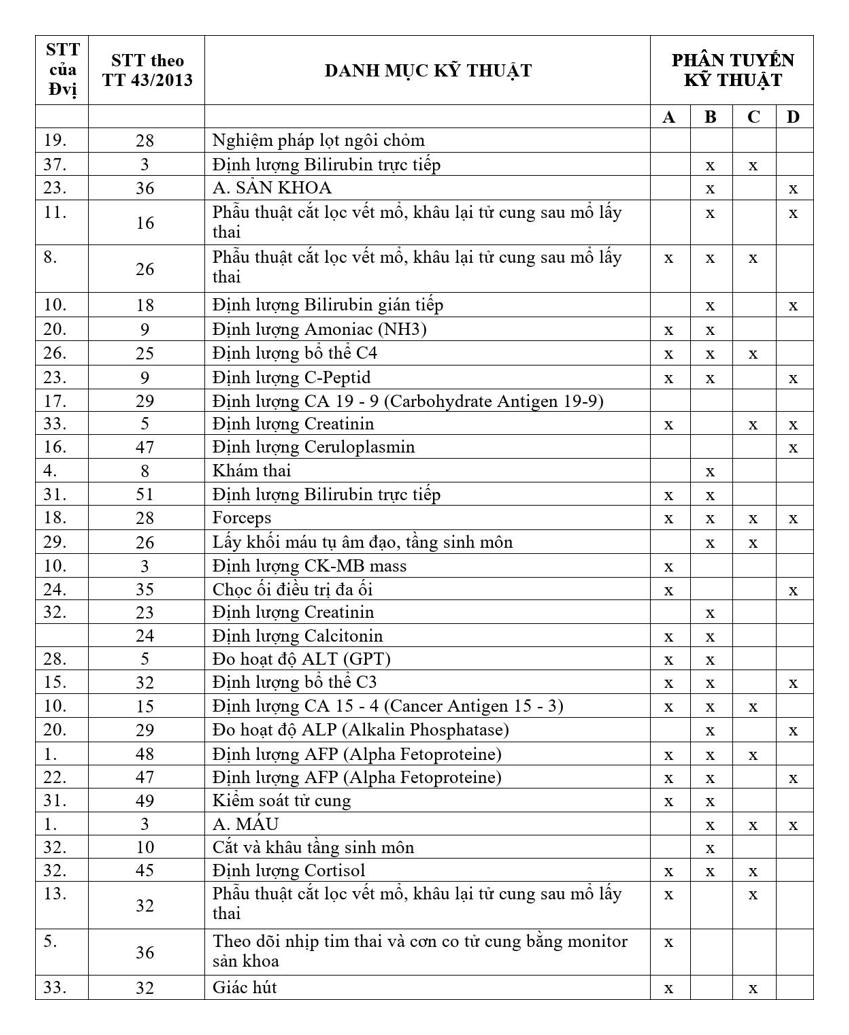 STT của Đvị | STT theo TT 43/2013 | DANH MỤC KỸ THUẬT | PHÂN TUYẾN KỸ THUẬT
A B C D
19. 28 Nghiệm pháp lọt ngôi chỏm
37. 3 Định lượng Bilirubin trực tiếp x x
23. 36 A. SẢN KHOA x x
11. 16 Phẫu thuật cắt lọc vết mổ, khâu lại tử cung sau mổ lấy
thai x x
8. 26 Phẫu thuật cắt lọc vết mổ, khâu lại tử cung sau mổ lấy
thai x x x
10. 18 Định lượng Bilirubin gián tiếp x x
20. 9 Định lượng Amoniac (NH3) x x
26. 25 Định lượng bổ thể C4 x x x
23. 9 Định lượng C-Peptid x x x
17. 29 Định lượng CA 19 - 9 (Carbohydrate Antigen 19-9)
33. 5 Định lượng Creatinin x x x
16. 47 Định lượng Ceruloplasmin x
4. 8 Khám thai x
31. 51 Định lượng Bilirubin trực tiếp x x
18. 28 Forceps x x x x
29. 26 Lấy khối máu tụ âm đạo, tầng sinh môn x x
10. 3 Định lượng CK-MB mass x
24. 35 Chọc ối điều trị đa ối x x
32. 23 Định lượng Creatinin x
24 Định lượng Calcitonin x x
28. 5 Đo hoạt độ ALT (GPT) x x
15. 32 Định lượng bổ thể C3 x x x
10. 15 Định lượng CA 15 - 4 (Cancer Antigen 15 - 3) x x x
20. 29 Đo hoạt độ ALP (Alkalin Phosphatase) x x
1. 48 Định lượng AFP (Alpha Fetoproteine) x x x
22. 47 Định lượng AFP (Alpha Fetoproteine) x x x
31. 49 Kiểm soát tử cung x x
1. 3 A. MÁU x x x
32. 10 Cắt và khâu tầng sinh môn x
32. 45 Định lượng Cortisol x x x
13. 32 Phẫu thuật cắt lọc vết mổ, khâu lại tử cung sau mổ lấy
thai x x
5. 36 Theo dõi nhịp tim thai và cơn co tử cung bằng monitor
sản khoa x
33. 32 Giác hút x x